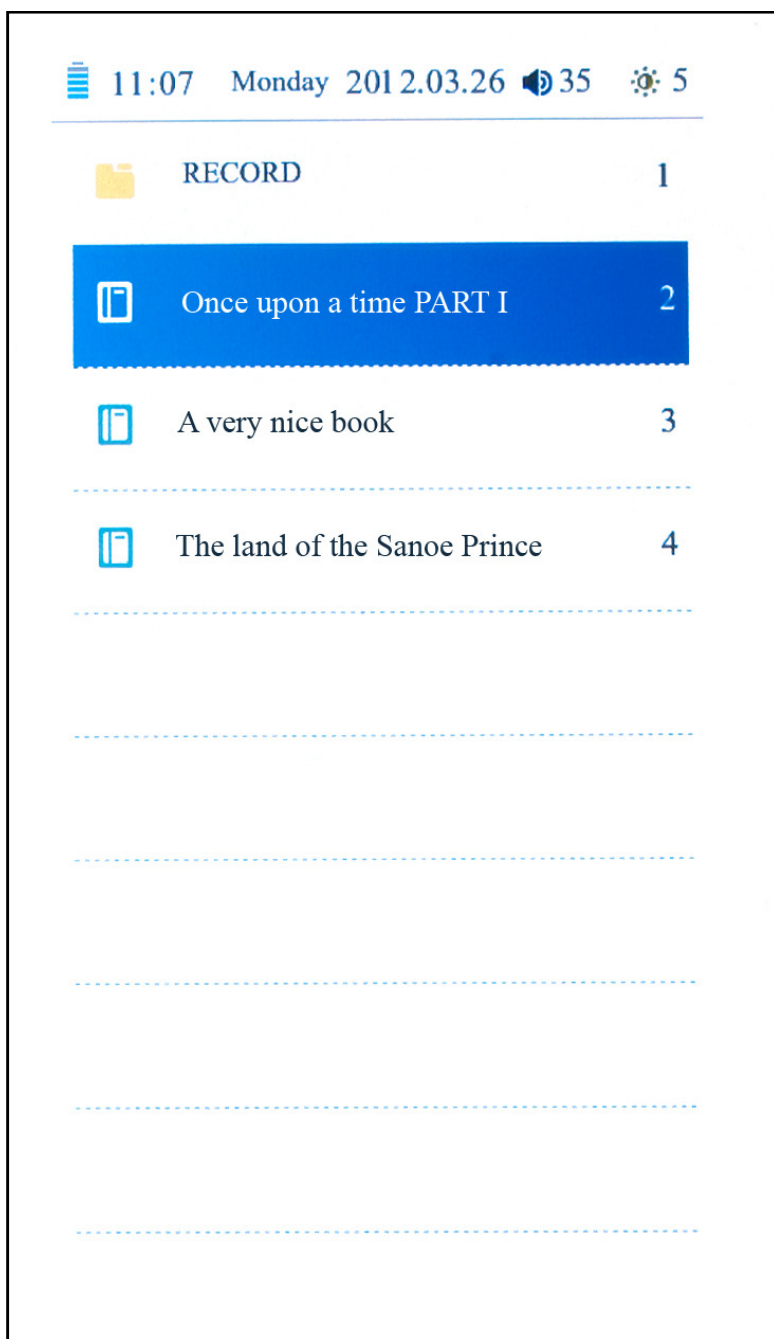 11:07 Monday 2012.03.26 35 5
RECORD 1
Once upon a time PART I 2
A very nice book 3
The land of the Sanoe Prince 4